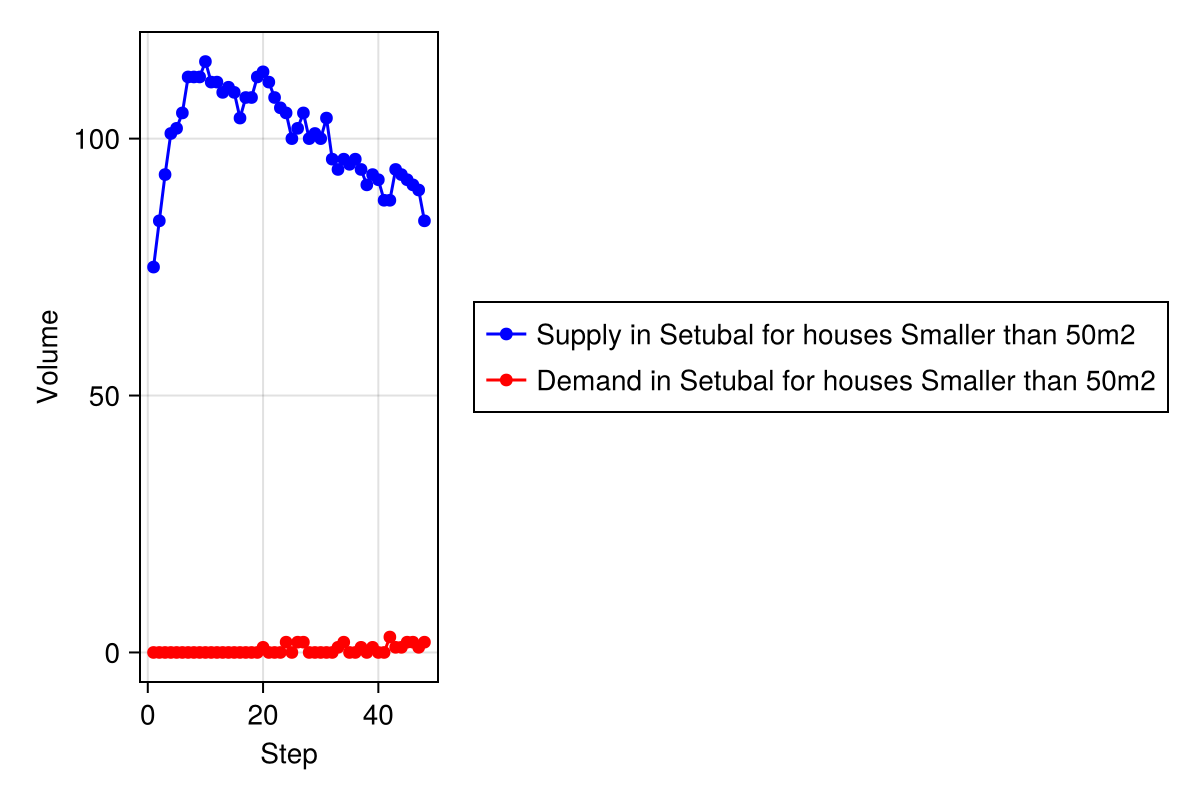 100
50
0
Volume
0 20 40
Step
Supply in Setubal for houses Smaller than 50m2
Demand in Setubal for houses Smaller than 50m2